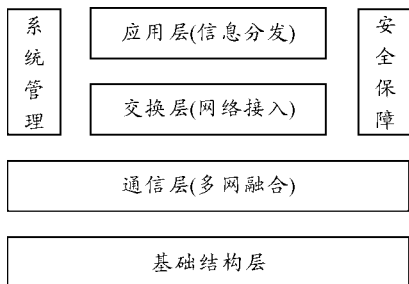 系统管理
应用层(信息分发)
安全保障
交换层(网络接入)
通信层(多网融合)
基础结构层